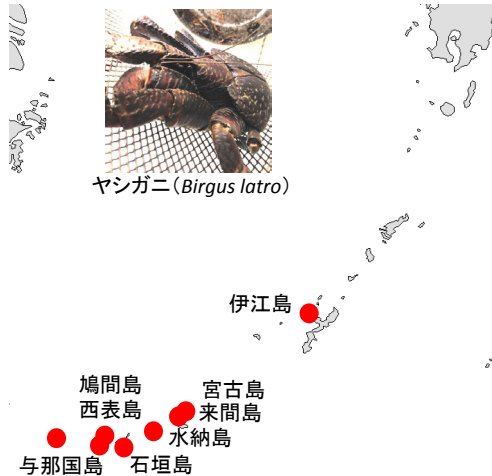 ヤシガニ(Birgus latro)
伊江島
鳩間島
西表島
宮古島
来間島
水納島
与那国島
石垣島